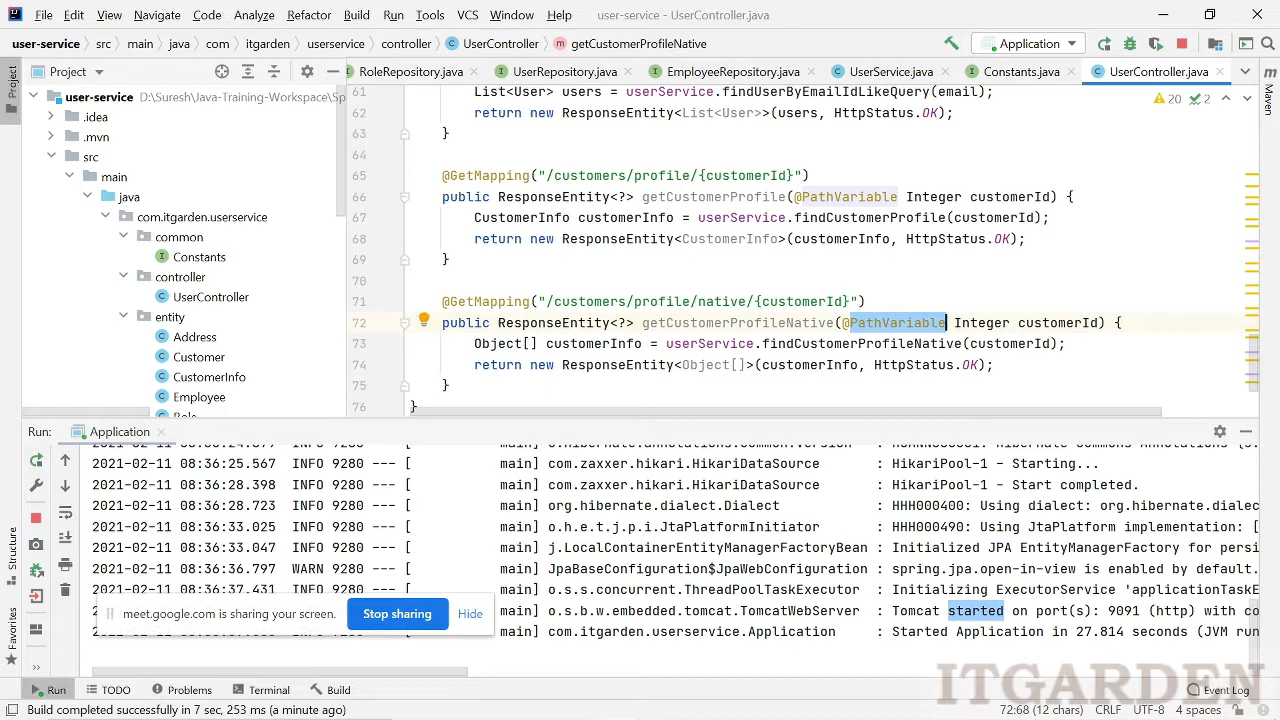 File Edit View Navigate Code Analyze Refactor Build Run Tools VCS Window Help user-service - UserController.java
user-service src main java com itgarden userservice controller UserController getCustomerProfileNative Application
Project
RoleRepository.java UserRepository.java EmployeeRepository.java UserService.java Constants.java UserController.java
Project
Maven
user-service D:\Suresh\Java-Training-Workspace\Sp
.idea
.mvn
src
main
java
com.itgarden.userservice
common
Constants
controller
UserController
entity
Address
Customer
CustomerInfo
Employee
20 2
61 List<User> users = userService.findUserByEmailIdLikeQuery(email);
62 return new ResponseEntity<List<User>>(users, HttpStatus.OK);
63 }
64
65 @GetMapping("/customers/profile/{customerId}")
66 public ResponseEntity<?> getCustomerProfile(@PathVariable Integer customerId) {
67 CustomerInfo customerInfo = userService.findCustomerProfile(customerId);
68 return new ResponseEntity<CustomerInfo>(customerInfo, HttpStatus.OK);
69 }
70
71 @GetMapping("/customers/profile/native/{customerId}")
72 public ResponseEntity<?> getCustomerProfileNative(@PathVariable Integer customerId) {
73 Object[] customerInfo = userService.findCustomerProfileNative(customerId);
74 return new ResponseEntity<Object[]>(customerInfo, HttpStatus.OK);
75 }
76 }
Run: Application
2021-02-11 08:36:25.567 INFO 9280 --- [ main] com.zaxxer.hikari.HikariDataSource : HikariPool-1 - Starting...
2021-02-11 08:36:28.398 INFO 9280 --- [ main] com.zaxxer.hikari.HikariDataSource : HikariPool-1 - Start completed.
2021-02-11 08:36:28.723 INFO 9280 --- [ main] org.hibernate.dialect.Dialect : HHH000400: Using dialect: org.hibernate.dialec
2021-02-11 08:36:33.025 INFO 9280 --- [ main] o.h.e.t.j.p.i.JtaPlatformInitiator : HHH000490: Using JtaPlatform implementation: [
2021-02-11 08:36:33.047 INFO 9280 --- [ main] j.LocalContainerEntityManagerFactoryBean : Initialized JPA EntityManagerFactory for persi
2021-02-11 08:36:36.797 WARN 9280 --- [ main] JpaBaseConfiguration$JpaWebConfiguration : spring.jpa.open-in-view is enabled by default.
2021-02-11 08:36:37.431 INFO 9280 --- [ main] o.s.s.concurrent.ThreadPoolTaskExecutor : Initializing ExecutorService 'applicationTaskE
main] o.s.b.w.embedded.tomcat.TomcatWebServer : Tomcat started on port(s): 9091 (http) with co
main] com.itgarden.userservice.Application : Started Application in 27.814 seconds (JVM run
meet.google.com is sharing your screen. Stop sharing Hide
Structure
Favorites
ITGARDEN
Run TODO Problems Terminal Build Event Log
Build completed successfully in 7 sec, 253 ms (a minute ago) 72:68 (12 chars) CRLF UTF-8 4 spaces